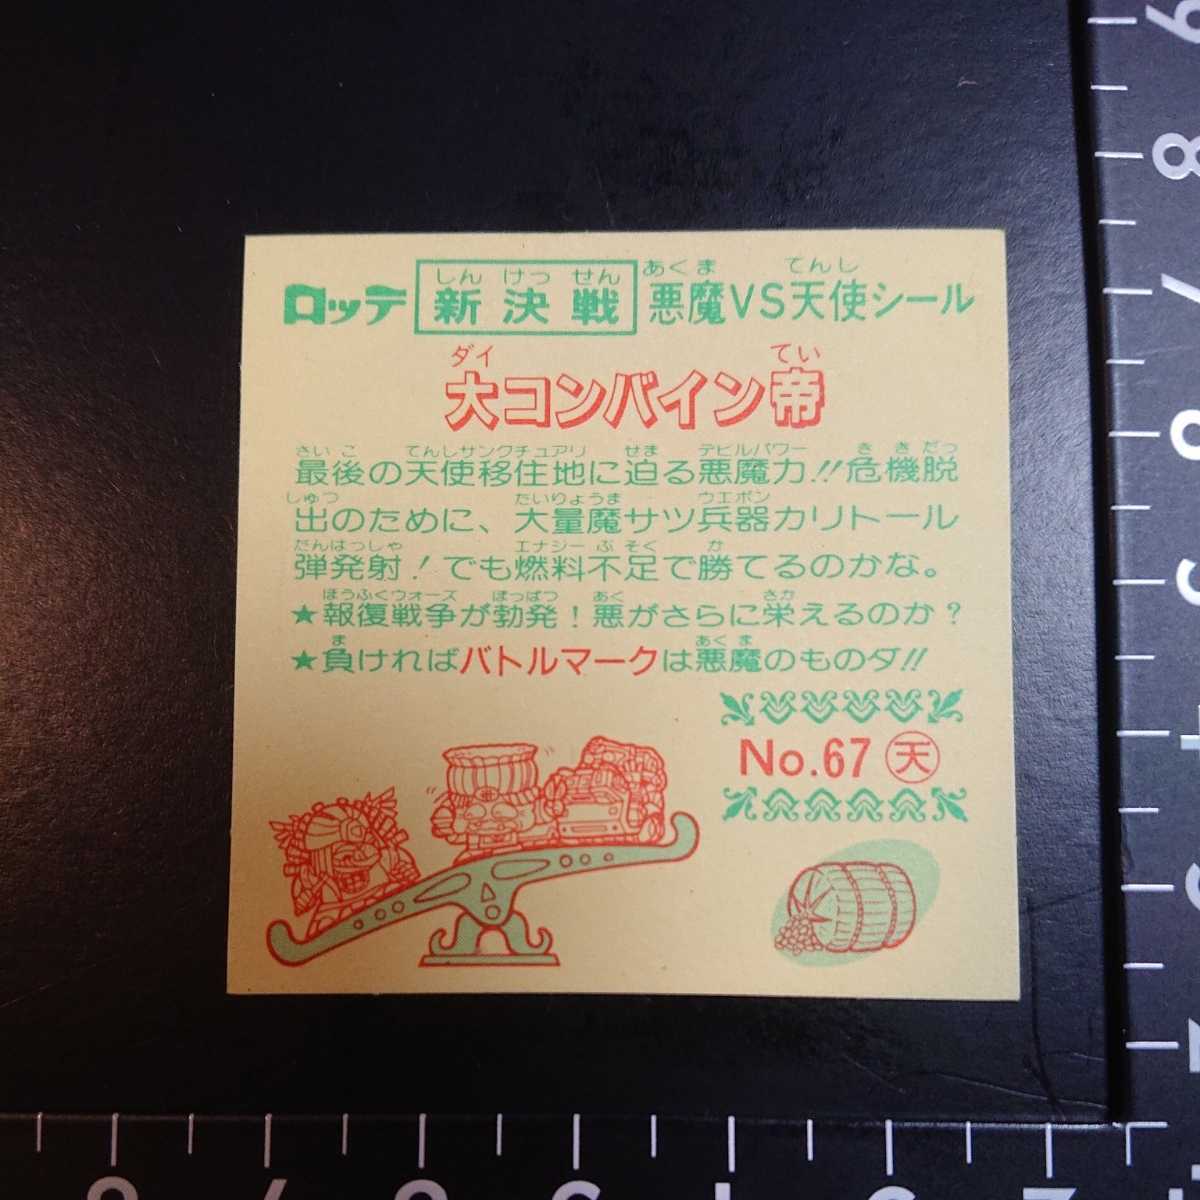 しん けっ せん あくま てんし
ロッテ 新決戦 悪魔VS天使シール
ダイ てい
大コンバイン帝
さいご てんしサンクチュアリ せま デビルパワー ききだっ
最後の天使移住地に迫る悪魔力!!危機脱
しゅつ たいりょうま ウエポン
出のために、大量魔サツ兵器カリトール
だんはっしゃ エナジー ぶそく か
弾発射!でも燃料不足で勝てるのかな。
ほうふくウォーズ ぼっぱつ あく さか
★報復戦争が勃発!悪がさらに栄えるのか?
ま あくま
★負ければバトルマークは悪魔のものダ!!
No.67 天
9
8
7